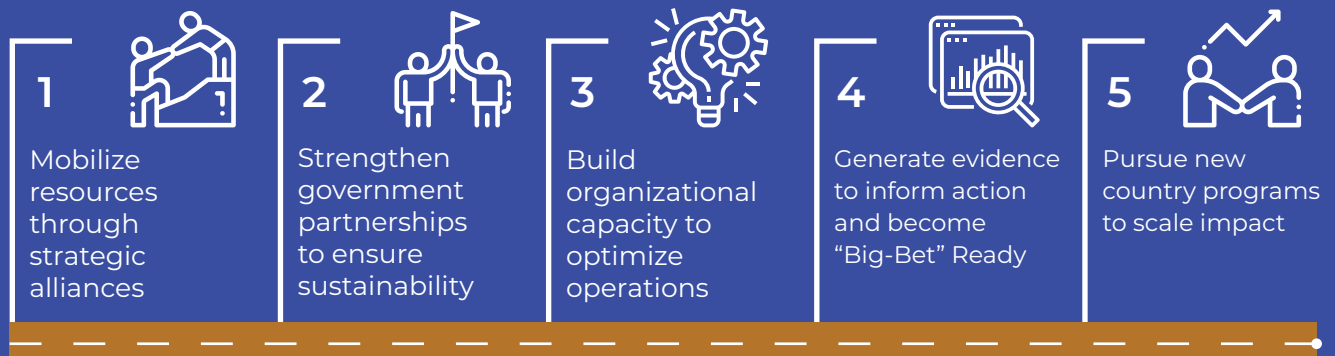 1
Mobilize
resources
through
strategic
alliances
2
Strengthen
government
partnerships
to ensure
sustainability
3
Build
organizational
capacity to
optimize
operations
4
Generate evidence
to inform action
and become
“Big-Bet” Ready
5
Pursue new
country programs
to scale impact